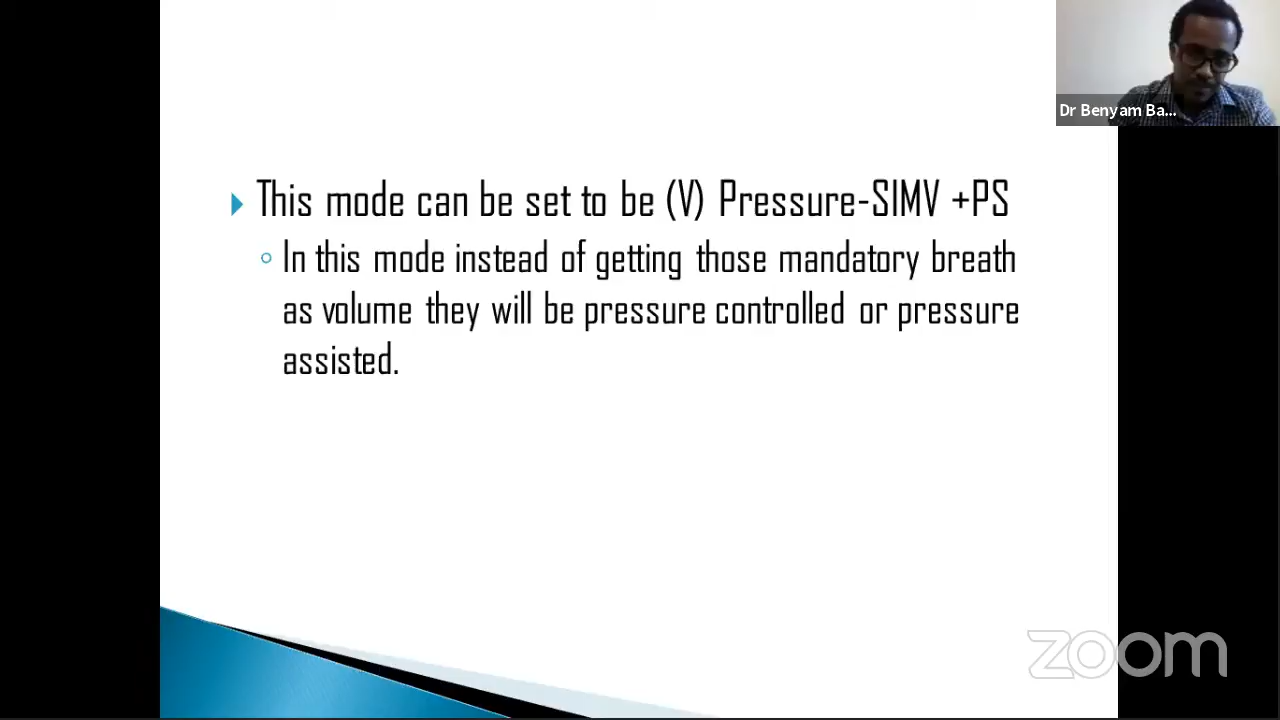 Dr Benyam Ba...
This mode can be set to be (V) Pressure-SIMV +PS
In this mode instead of getting those mandatory breath
as volume they will be pressure controlled or pressure
assisted.
zoom